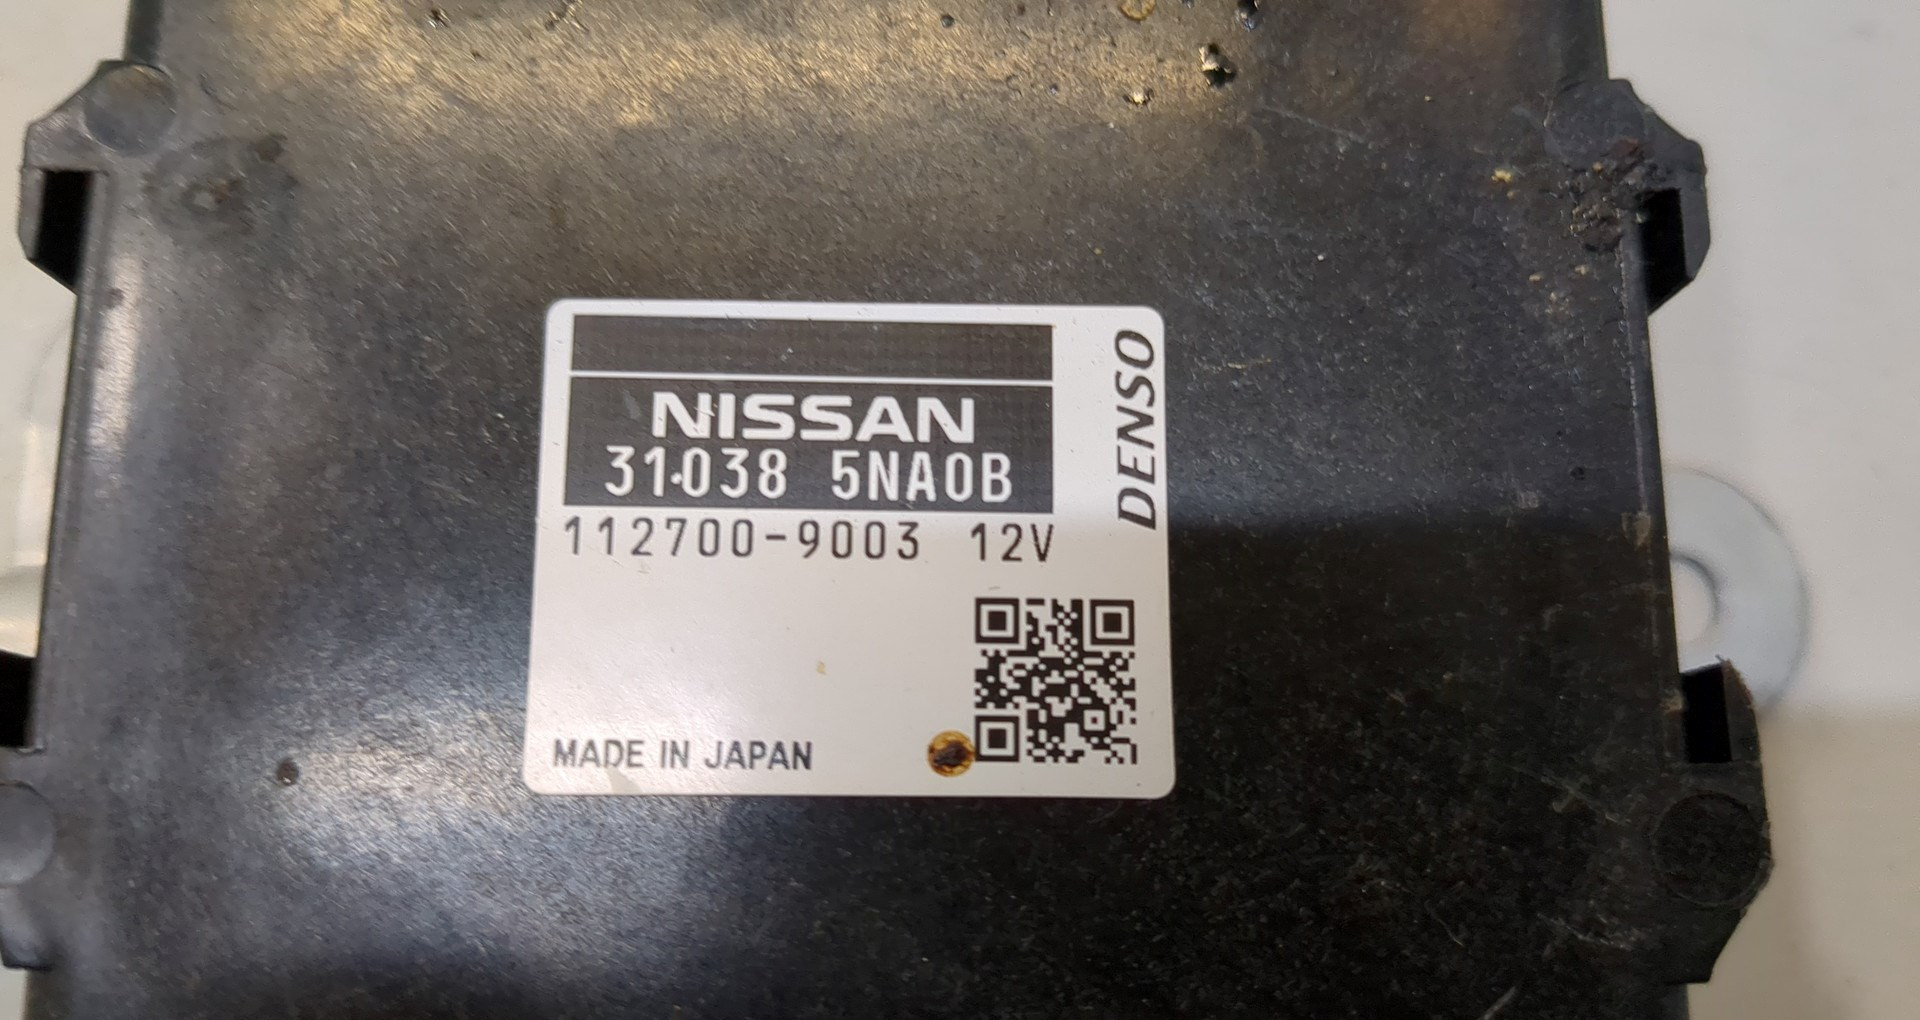 NISSAN
31038 5NA0B
112700-9003 12V
DENSO
MADE IN JAPAN